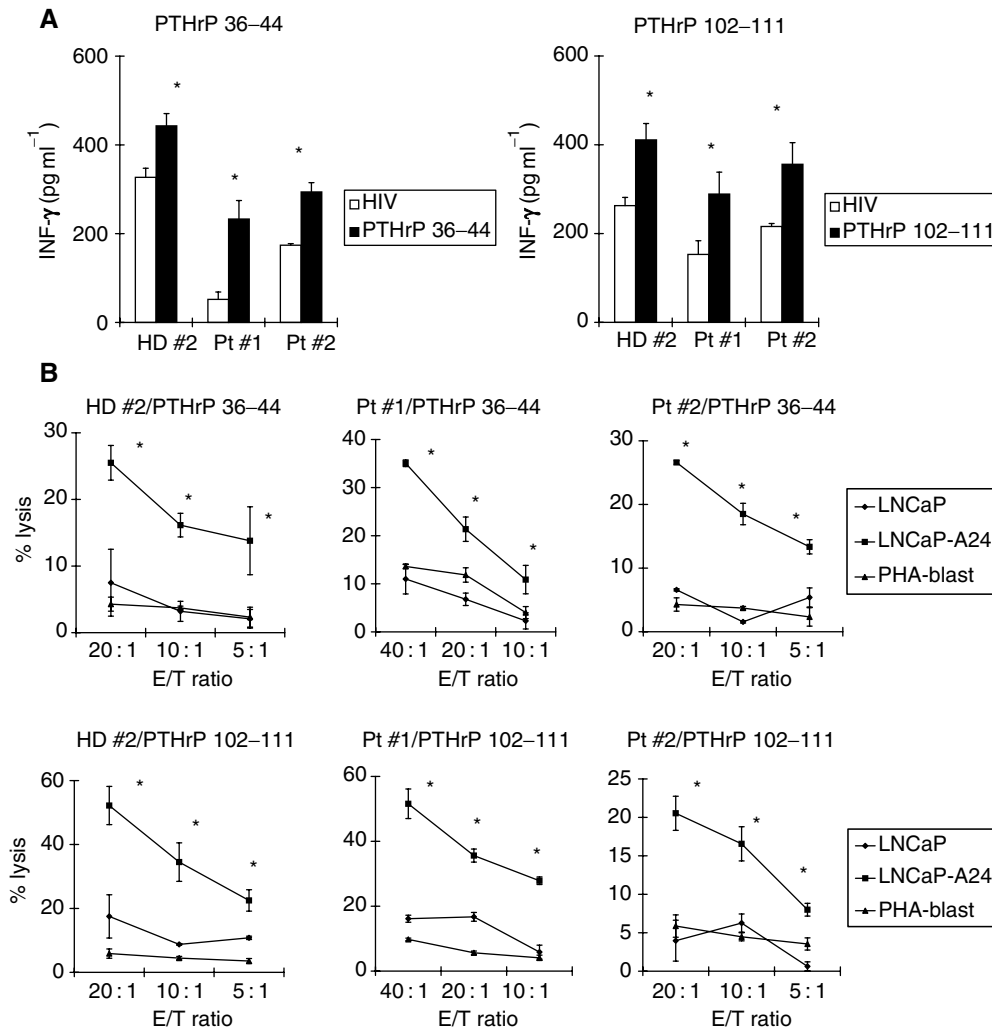 A
PTHrP 36–44
INF-γ (pg ml⁻¹)
600
400
200
0
*
*
*
HD #2 Pt #1 Pt #2
HIV
PTHrP 36–44
PTHrP 102–111
INF-γ (pg ml⁻¹)
600
400
200
0
*
*
*
HD #2 Pt #1 Pt #2
HIV
PTHrP 102–111
B
HD #2/PTHrP 36–44
% lysis
30
20
10
0
*
*
*
20 : 1 10 : 1 5 : 1
E/T ratio
Pt #1/PTHrP 36–44
40
30
20
10
0
*
*
*
40 : 1 20 : 1 10 : 1
E/T ratio
Pt #2/PTHrP 36–44
30
20
10
0
*
*
*
20 : 1 10 : 1 5 : 1
E/T ratio
LNCaP
LNCaP-A24
PHA-blast
HD #2/PTHrP 102–111
% lysis
60
40
20
0
*
*
*
20 : 1 10 : 1 5 : 1
E/T ratio
Pt #1/PTHrP 102–111
60
40
20
0
*
*
*
40 : 1 20 : 1 10 : 1
E/T ratio
Pt #2/PTHrP 102–111
25
20
15
10
5
0
*
*
*
20 : 1 10 : 1 5 : 1
E/T ratio
LNCaP
LNCaP-A24
PHA-blast